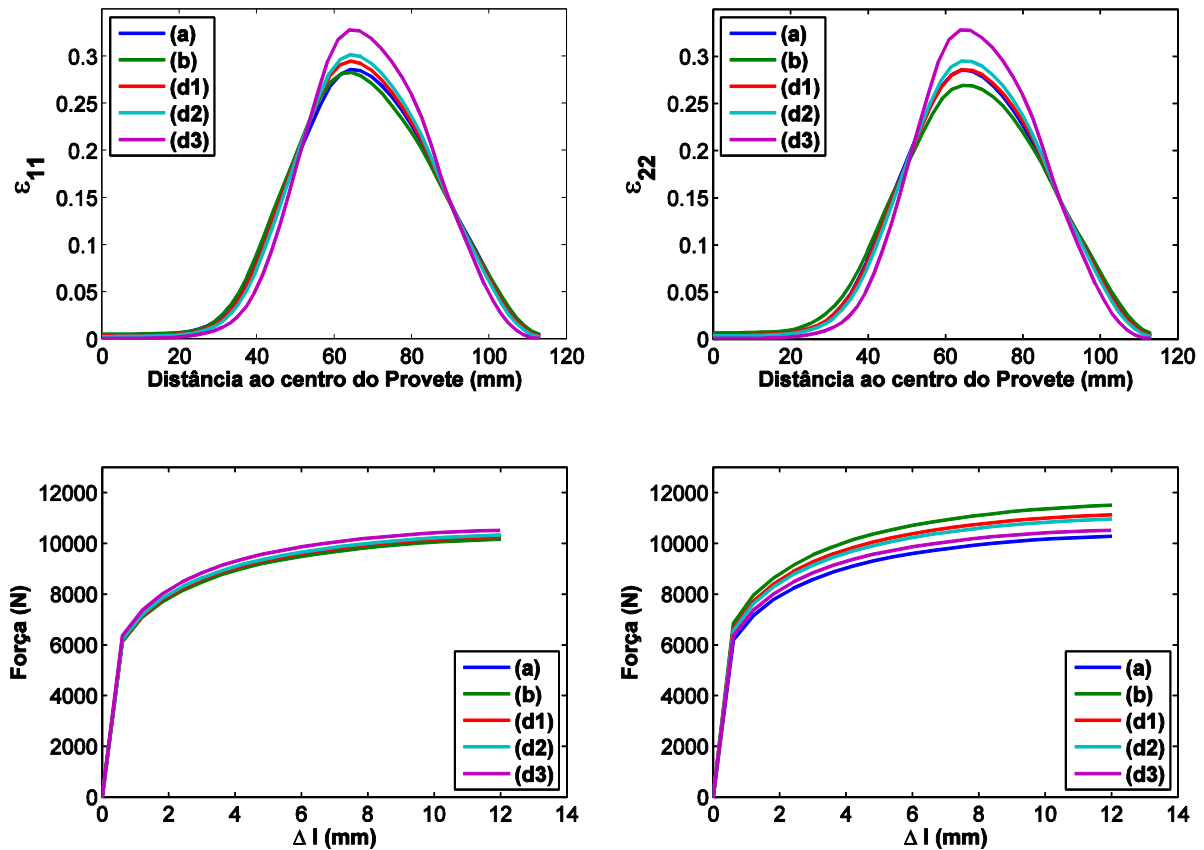 ε11
0.3
0.25
0.2
0.15
0.1
0.05
0
0 20 40 60 80 100 120
Distância ao centro do Provete (mm)
(a)
(b)
(d1)
(d2)
(d3)
ε22
0.3
0.25
0.2
0.15
0.1
0.05
0
0 20 40 60 80 100 120
Distância ao centro do Provete (mm)
(a)
(b)
(d1)
(d2)
(d3)
Força (N)
12000
10000
8000
6000
4000
2000
0
0 2 4 6 8 10 12 14
Δ l (mm)
(a)
(b)
(d1)
(d2)
(d3)
Força (N)
12000
10000
8000
6000
4000
2000
0
0 2 4 6 8 10 12 14
Δ l (mm)
(a)
(b)
(d1)
(d2)
(d3)